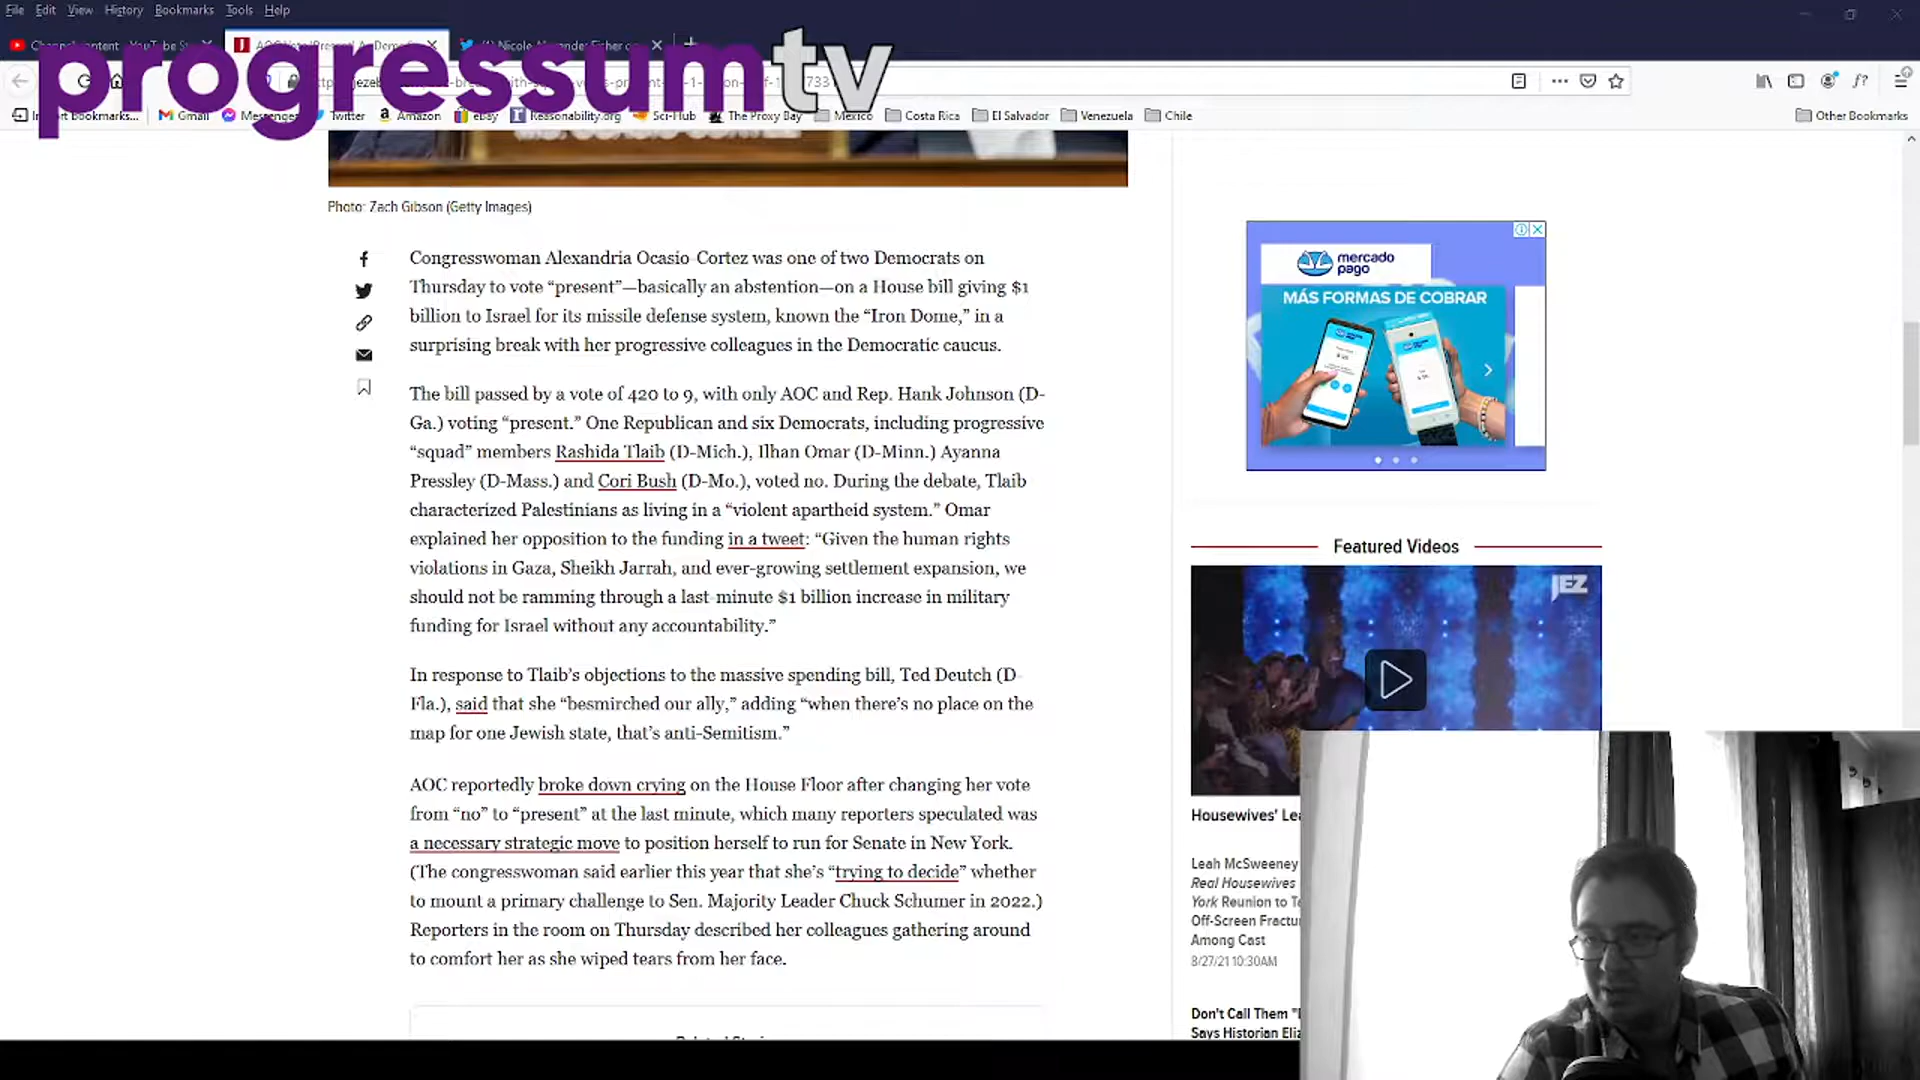 File Edit View History Bookmarks Tools Help
progressumtv
Gmail Messenger Twitter Amazon ebay Reasonability.org Sci-Hub The Proxy Bay Mexico Costa Rica El Salvador Venezuela Chile Other Bookmarks
Photo: Zach Gibson (Getty Images)
Congresswoman Alexandria Ocasio-Cortez was one of two Democrats on
Thursday to vote “present”—basically an abstention—on a House bill giving $1
billion to Israel for its missile defense system, known the “Iron Dome,” in a
surprising break with her progressive colleagues in the Democratic caucus.
The bill passed by a vote of 420 to 9, with only AOC and Rep. Hank Johnson (D-
Ga.) voting “present.” One Republican and six Democrats, including progressive
“squad” members Rashida Tlaib (D-Mich.), Ilhan Omar (D-Minn.) Ayanna
Pressley (D-Mass.) and Cori Bush (D-Mo.), voted no. During the debate, Tlaib
characterized Palestinians as living in a “violent apartheid system.” Omar
explained her opposition to the funding in a tweet: “Given the human rights
violations in Gaza, Sheikh Jarrah, and ever-growing settlement expansion, we
should not be ramming through a last-minute $1 billion increase in military
funding for Israel without any accountability.”
In response to Tlaib’s objections to the massive spending bill, Ted Deutch (D-
Fla.), said that she “besmirched our ally,” adding “when there’s no place on the
map for one Jewish state, that’s anti-Semitism.”
AOC reportedly broke down crying on the House Floor after changing her vote
from “no” to “present” at the last minute, which many reporters speculated was
a necessary strategic move to position herself to run for Senate in New York.
(The congresswoman said earlier this year that she’s “trying to decide” whether
to mount a primary challenge to Sen. Majority Leader Chuck Schumer in 2022.)
Reporters in the room on Thursday described her colleagues gathering around
to comfort her as she wiped tears from her face.
mercado
pago
MÁS FORMAS DE COBRAR
Featured Videos
JEZ
Housewives' Lea
Leah McSweeney
Real Housewives
York Reunion to T
Off-Screen Fractu
Among Cast
8/27/21 10:30AM
Don't Call Them "
Says Historian Eliz